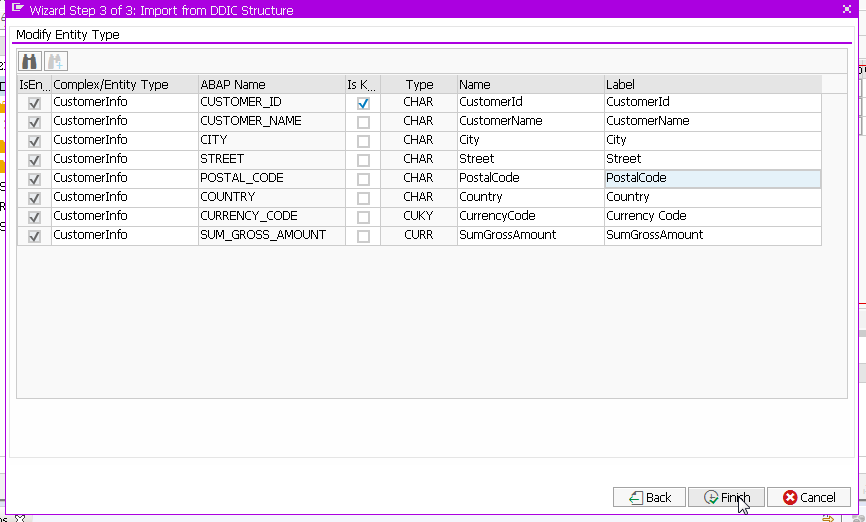 Wizard Step 3 of 3: Import from DDIC Structure
Modify Entity Type
IsEn... Complex/Entity Type ABAP Name Is K... Type Name Label
CustomerInfo CUSTOMER_ID CHAR CustomerId CustomerId
CustomerInfo CUSTOMER_NAME CHAR CustomerName CustomerName
CustomerInfo CITY CHAR City City
CustomerInfo STREET CHAR Street Street
CustomerInfo POSTAL_CODE CHAR PostalCode PostalCode
CustomerInfo COUNTRY CHAR Country Country
CustomerInfo CURRENCY_CODE CUKY CurrencyCode Currency Code
CustomerInfo SUM_GROSS_AMOUNT CURR SumGrossAmount SumGrossAmount
Back Finish Cancel